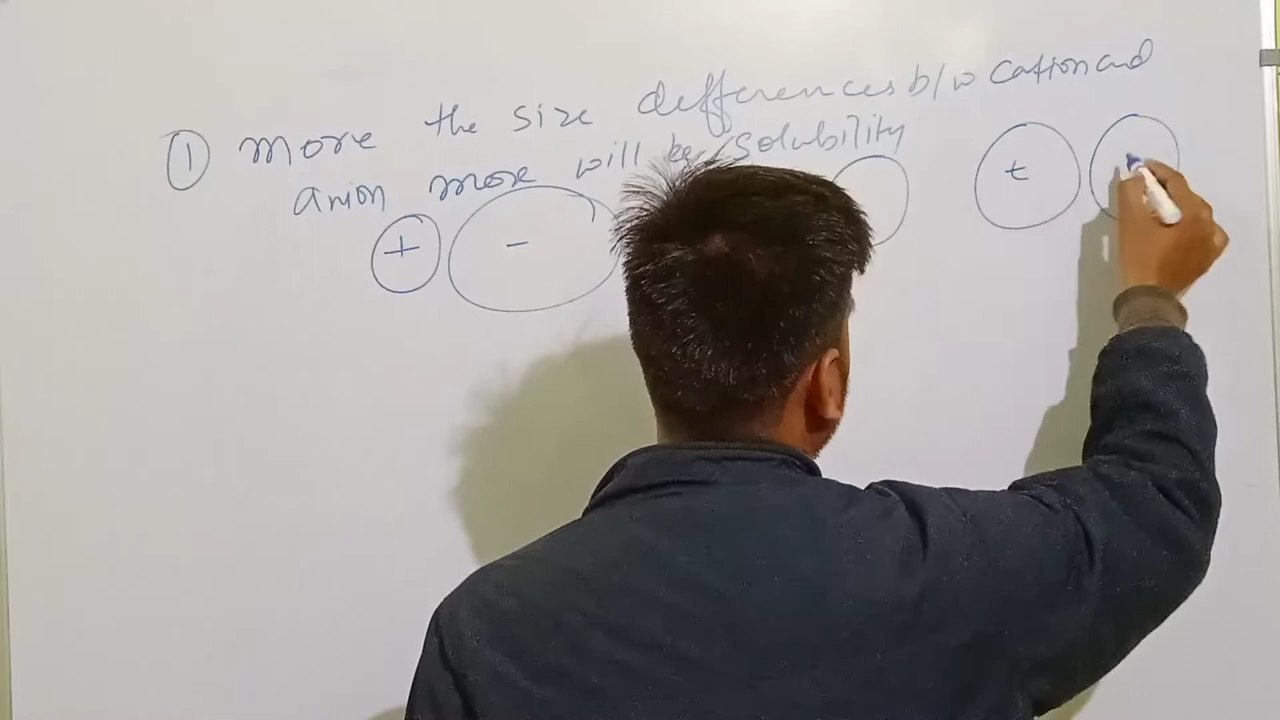 ① more the size differences b/w cation and
anion more will be solubility
+ - t